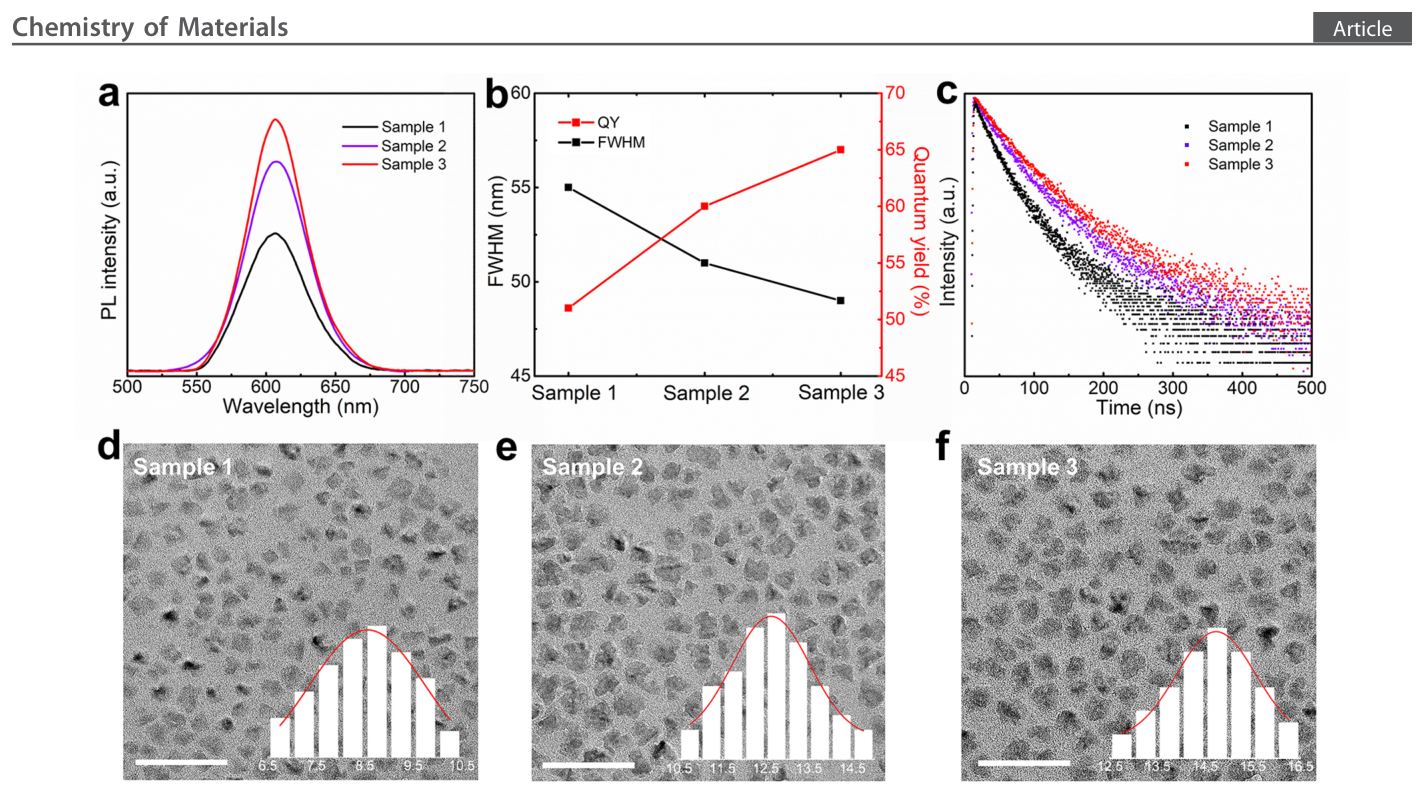 Chemistry of Materials
Article
a
Sample 1
Sample 2
Sample 3
PL intensity (a.u.)
500 550 600 650 700 750
Wavelength (nm)
b
60
55
50
45
FWHM (nm)
QY
FWHM
70
65
60
55
50
45
Quantum yield (%)
Sample 1 Sample 2 Sample 3
c
Sample 1
Sample 2
Sample 3
Intensity (a.u.)
0 100 200 300 400 500
Time (ns)
d
Sample 1
6.5 7.5 8.5 9.5 10.5
e
Sample 2
10.5 11.5 12.5 13.5 14.5
f
Sample 3
12.5 13.5 14.5 15.5 16.5